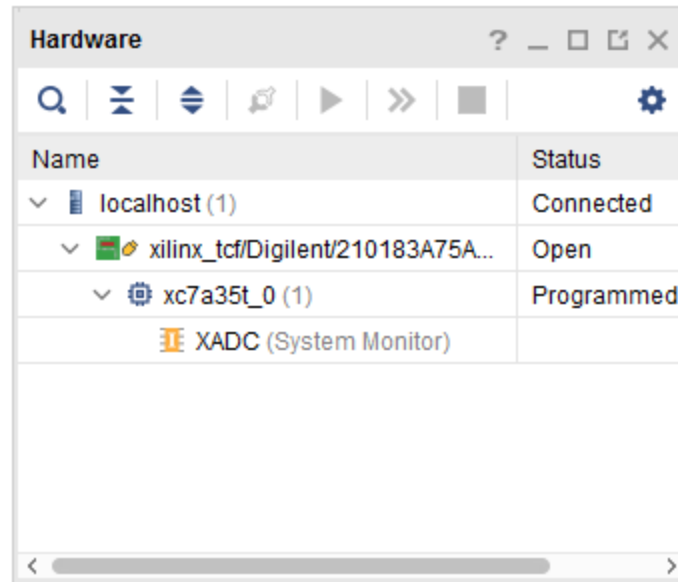 Hardware ?
Name Status
localhost (1) Connected
xilinx_tcf/Digilent/210183A75A... Open
xc7a35t_0 (1) Programmed
XADC (System Monitor)